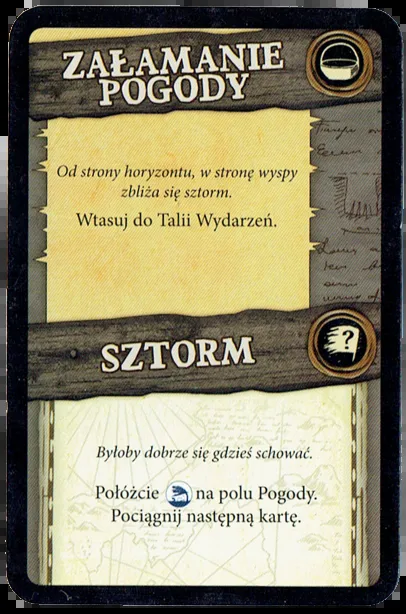 ZAŁAMANIE
POGODY
Od strony horyzontu, w stronę wyspy
zbliża się sztorm.
Wtasuj do Talii Wydarzeń.
SZTORM
?
Byłoby dobrze się gdzieś schować.
Połóżcie na polu Pogody.
Pociągnij następną kartę.